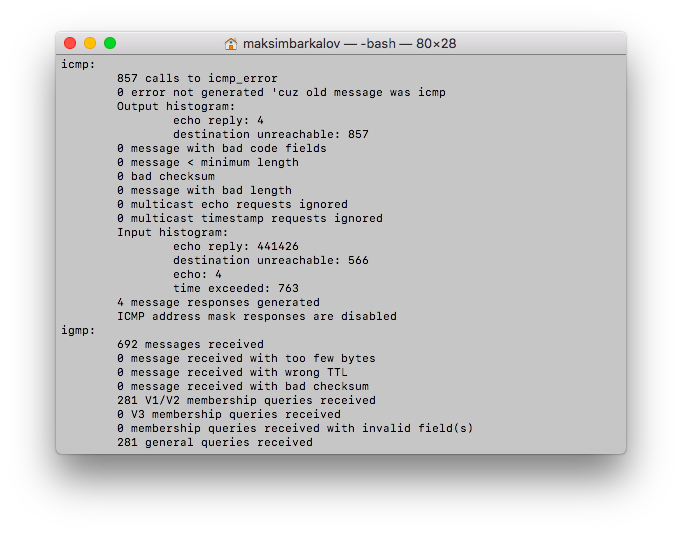 maksimbarkalov — -bash — 80×28
icmp:
857 calls to icmp_error
0 error not generated 'cuz old message was icmp
Output histogram:
echo reply: 4
destination unreachable: 857
0 message with bad code fields
0 message < minimum length
0 bad checksum
0 message with bad length
0 multicast echo requests ignored
0 multicast timestamp requests ignored
Input histogram:
echo reply: 441426
destination unreachable: 566
echo: 4
time exceeded: 763
4 message responses generated
ICMP address mask responses are disabled
igmp:
692 messages received
0 message received with too few bytes
0 message received with wrong TTL
0 message received with bad checksum
281 V1/V2 membership queries received
0 V3 membership queries received
0 membership queries received with invalid field(s)
281 general queries received